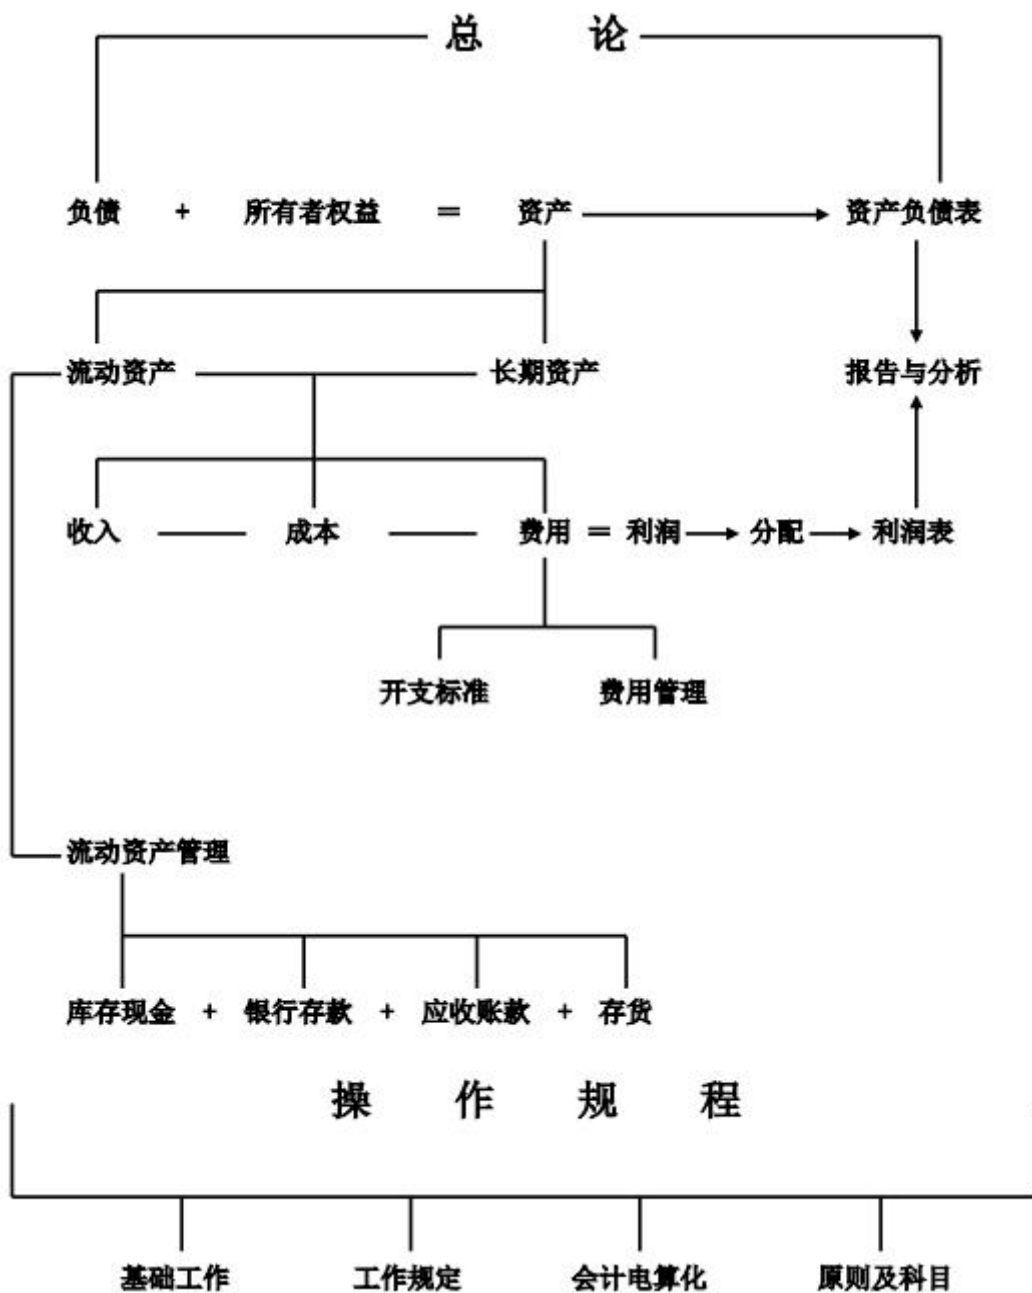 总 论
负债 + 所有者权益 = 资产 资产负债表
流动资产 长期资产 报告与分析
收入 成本 费用 = 利润 分配 利润表
开支标准 费用管理
流动资产管理
库存现金 + 银行存款 + 应收账款 + 存货
操 作 规 程
基础工作 工作规定 会计电算化 原则及科目